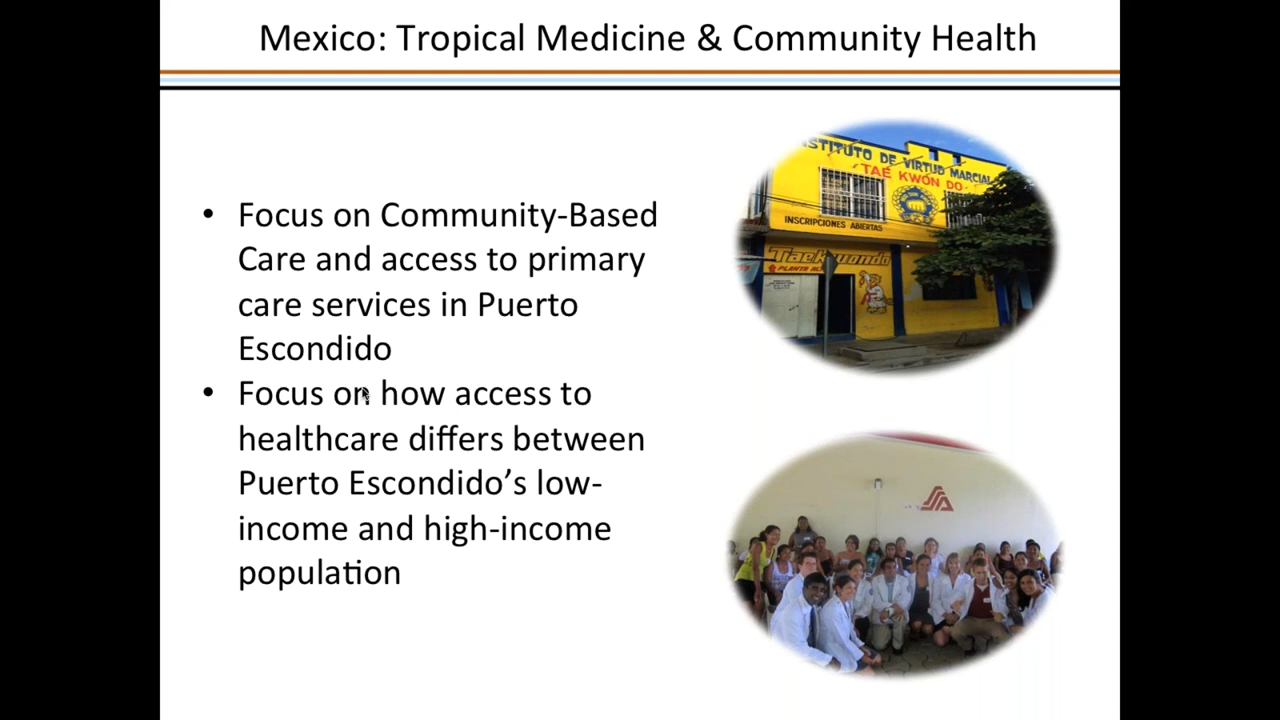 Mexico: Tropical Medicine & Community Health
• Focus on Community-Based
Care and access to primary
care services in Puerto
Escondido
• Focus on how access to
healthcare differs between
Puerto Escondido’s low-
income and high-income
population
STITUTO DE VIRTUD MARCIAL
TAE KWON DO
INSCRIPCIONES ABIERTAS
Taekwondo
PLANTA